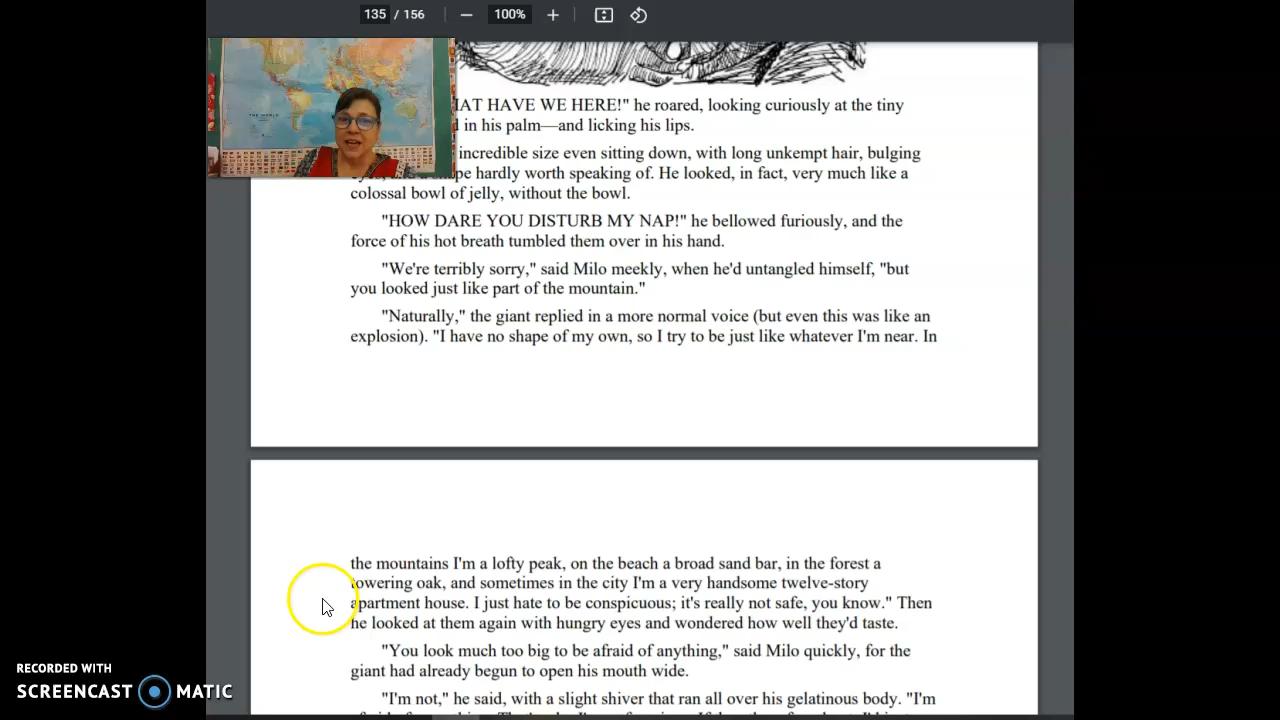 135 / 156
100%
THE WORLD
HAT HAVE WE HERE!" he roared, looking curiously at the tiny
in his palm—and licking his lips.
incredible size even sitting down, with long unkempt hair, bulging
hardly worth speaking of. He looked, in fact, very much like a
colossal bowl of jelly, without the bowl.
"HOW DARE YOU DISTURB MY NAP!" he bellowed furiously, and the
force of his hot breath tumbled them over in his hand.
"We're terribly sorry," said Milo meekly, when he'd untangled himself, "but
you looked just like part of the mountain."
"Naturally," the giant replied in a more normal voice (but even this was like an
explosion). "I have no shape of my own, so I try to be just like whatever I'm near. In
the mountains I'm a lofty peak, on the beach a broad sand bar, in the forest a
towering oak, and sometimes in the city I'm a very handsome twelve-story
apartment house. I just hate to be conspicuous; it's really not safe, you know." Then
he looked at them again with hungry eyes and wondered how well they'd taste.
"You look much too big to be afraid of anything," said Milo quickly, for the
giant had already begun to open his mouth wide.
"I'm not," he said, with a slight shiver that ran all over his gelatinous body. "I'm
RECORDED WITH
SCREENCAST MATIC